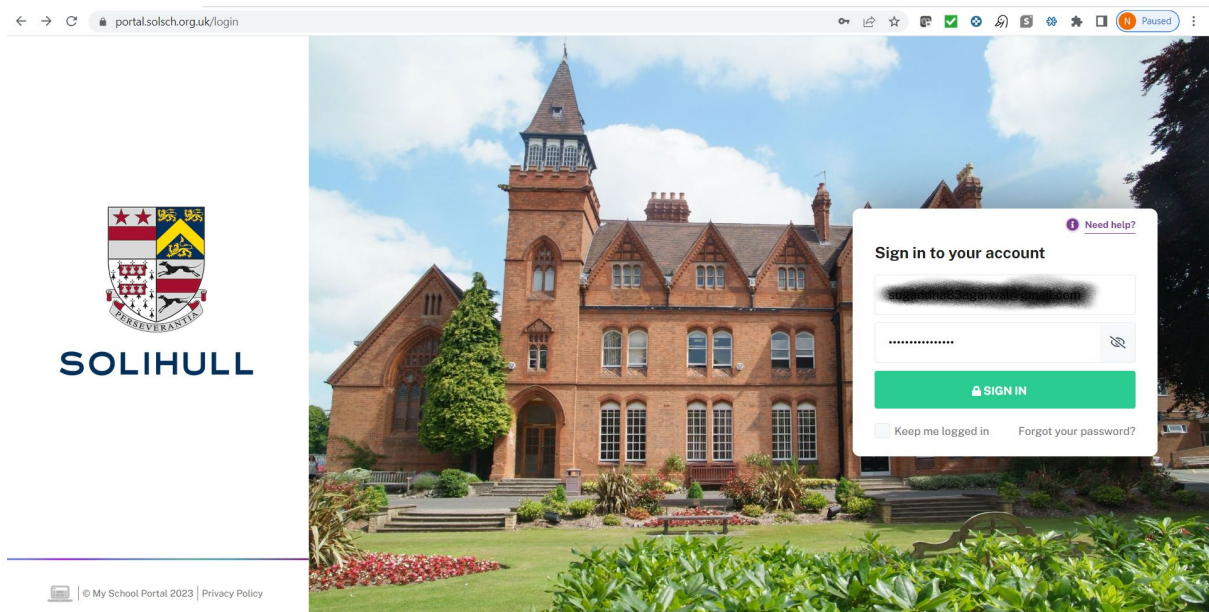 portal.solsch.org.uk/login
N Paused
PERSEVERANTIA
SOLIHULL
Need help?
Sign in to your account
SIGN IN
Keep me logged in Forgot your password?
© My School Portal 2023 | Privacy Policy